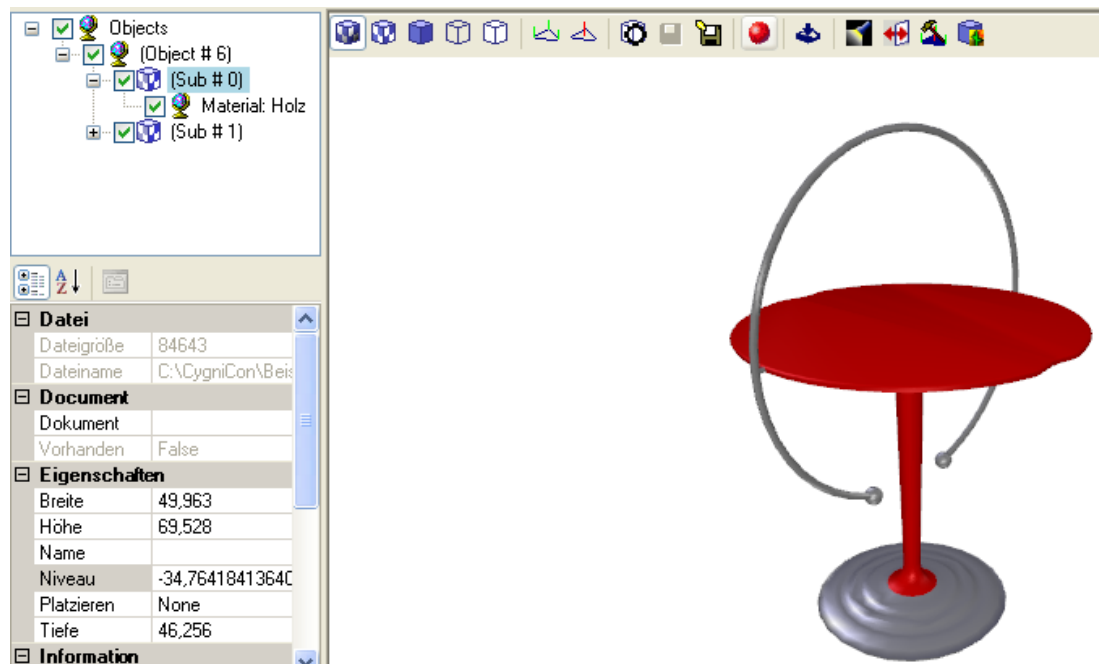 Objects
(Object # 6)
(Sub # 0)
Material: Holz
(Sub # 1)
A
Z
Datei
Dateigröße 84643
Dateiname C:\CygniCon\Beis
Document
Dokument
Vorhanden False
Eigenschaften
Breite 49,963
Höhe 69,528
Name
Niveau -34,7641841364
Platzieren None
Tiefe 46,256
Information